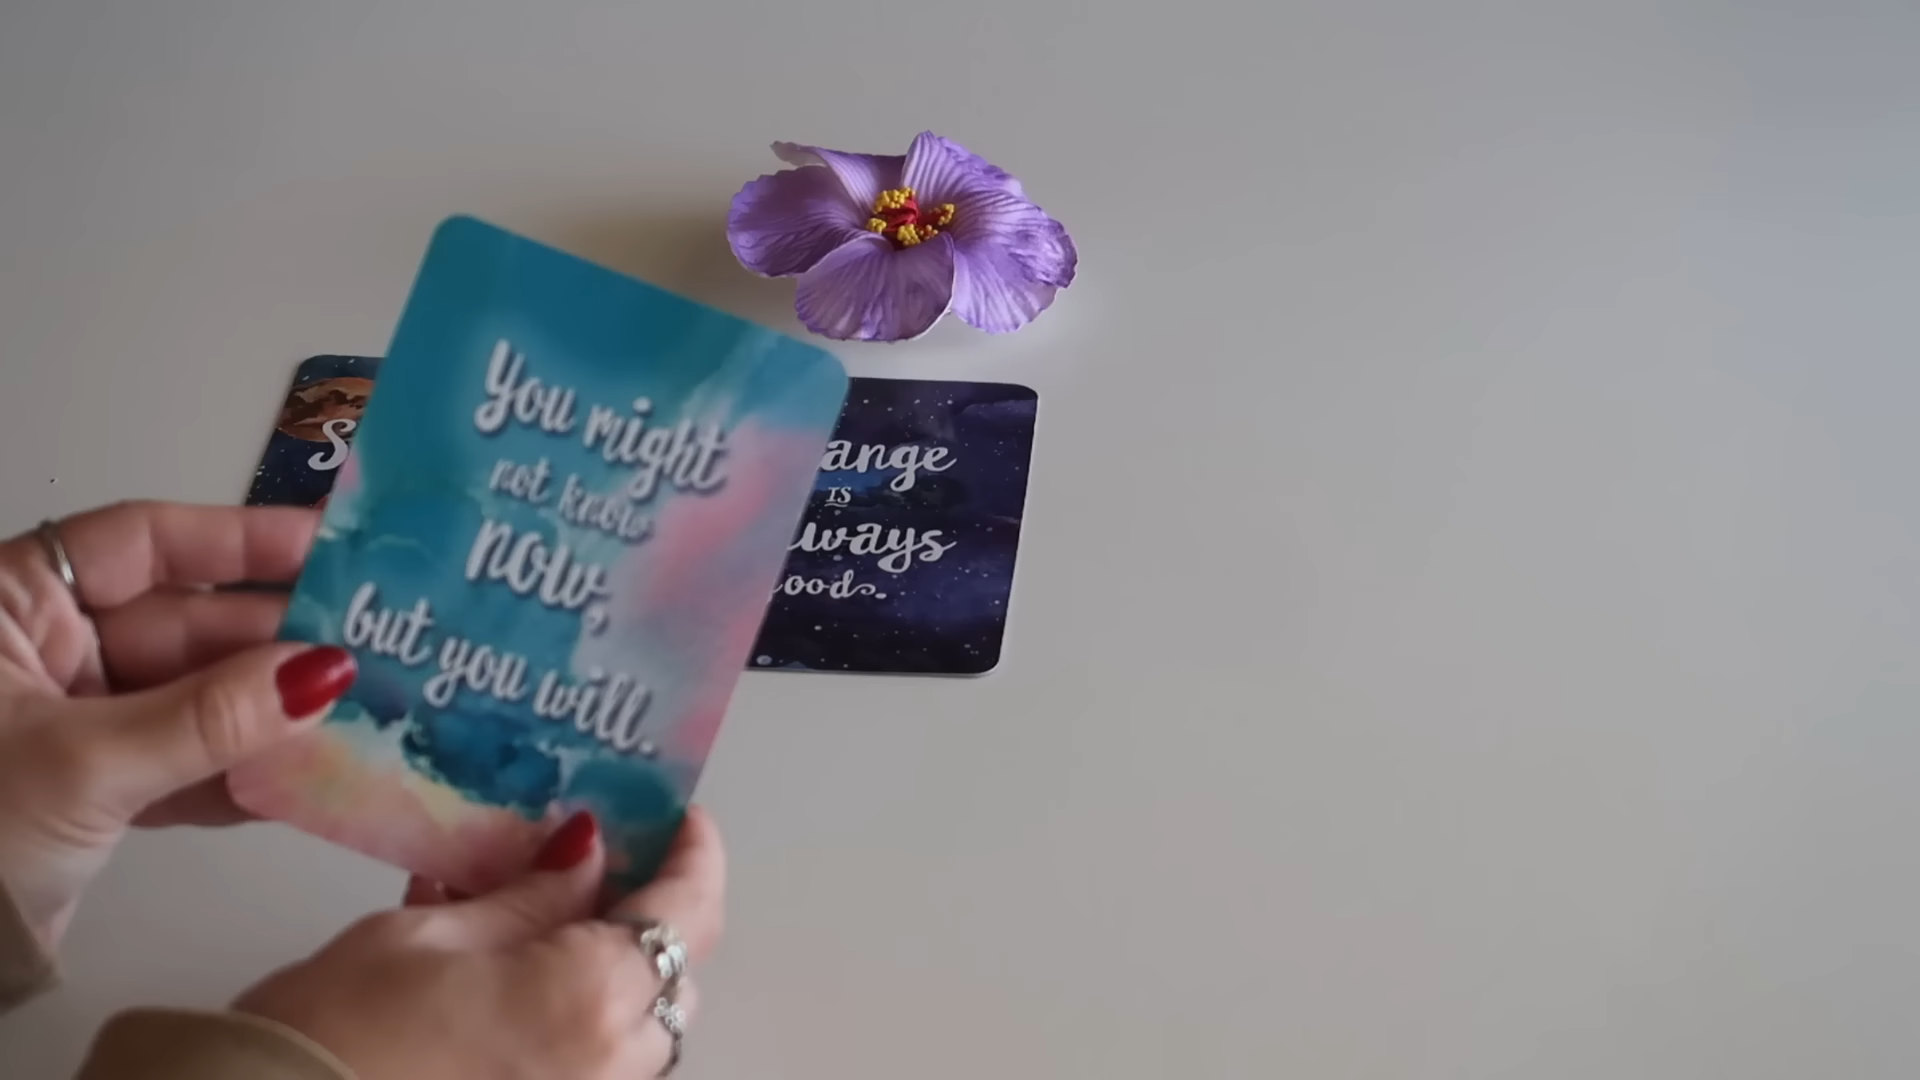 You might
not know
now,
but you will.
S
ange
IS
ways
ood.